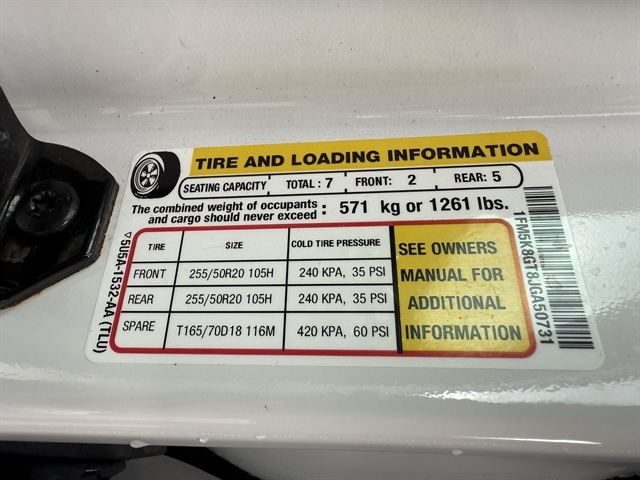 TIRE AND LOADING INFORMATION
SEATING CAPACITY TOTAL : 7 FRONT: 2 REAR: 5
The combined weight of occupants
and cargo should never exceed : 571 kg or 1261 lbs.
TIRE SIZE COLD TIRE PRESSURE
FRONT 255/50R20 105H 240 KPA, 35 PSI
REAR 255/50R20 105H 240 KPA, 35 PSI
SPARE T165/70D18 116M 420 KPA, 60 PSI
SEE OWNERS
MANUAL FOR
ADDITIONAL
INFORMATION
5U5A-1532-AA (TLU)
1FM5K8GT8JGA50731